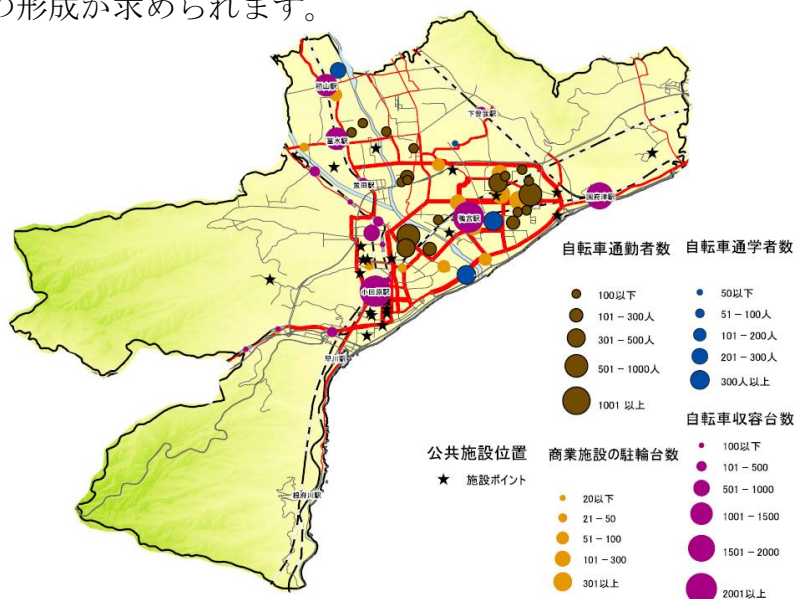 の形成が求められます。
栢山駅
富水駅
下曽我駅
蛍田駅
鴨宮駅
国府津駅
小田原駅
早川駅
根府川駅
自転車通勤者数
100以下
101－300人
301－500人
501－1000人
1001 以上
自転車通学者数
50以下
51－100人
101－200人
201－300人
300人以上
公共施設位置
★ 施設ポイント
商業施設の駐輪台数
20以下
21－50
51－100
101－300
301以上
自転車収容台数
100以下
101－500
501－1000
1001－1500
1501－2000
2001以上